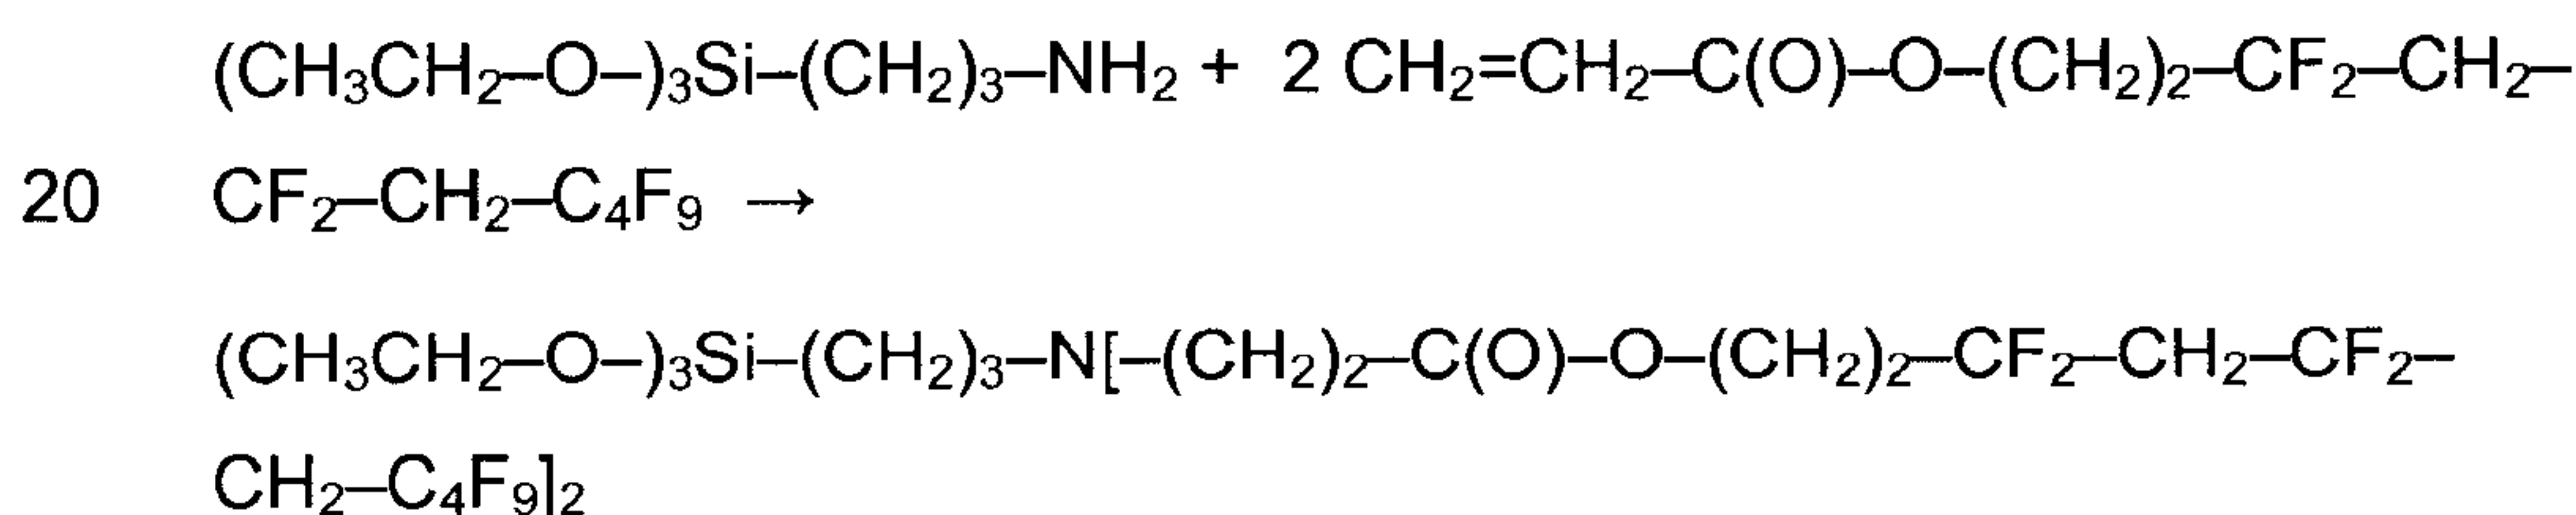 (CH₃CH₂–O–)₃Si–(CH₂)₃–NH₂ + 2 CH₂=CH₂–C(O)–O–(CH₂)₂–CF₂–CH₂–
20 CF₂–CH₂–C₄F₉ →
(CH₃CH₂–O–)₃Si–(CH₂)₃–N[–(CH₂)₂–C(O)–O–(CH₂)₂–CF₂–CH₂–CF₂–
CH₂–C₄F₉]₂